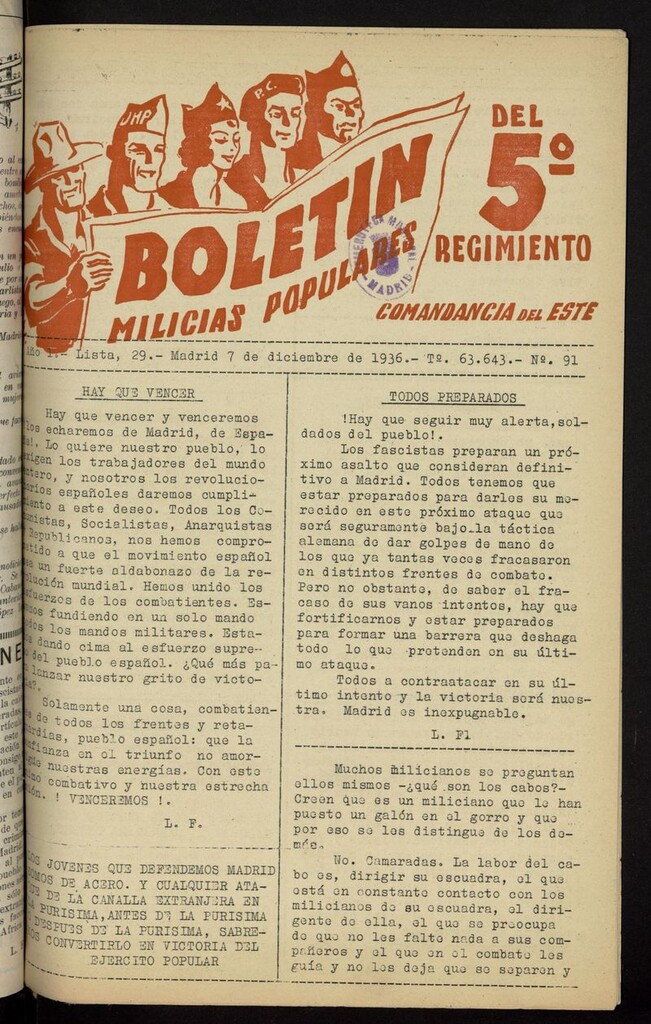 UHP
P.C.
BOLETIN
MILICIAS POPULARES
DEL
5º
REGIMIENTO
COMANDANCIA DEL ESTE
HEMEROTECA MUNICIPAL
MADRID
Año I.- Lista, 29.- Madrid 7 de diciembre de 1936.- Tº. 63.643.- Nº. 91
HAY QUE VENCER
Hay que vencer y venceremos
los echaremos de Madrid, de Espa-
ña!. Lo quiere nuestro pueblo, lo
exigen los trabajadores del mundo
entero, y nosotros los revolucio-
narios españoles daremos cumpli-
miento a este deseo. Todos los Co-
munistas, Socialistas, Anarquistas
Republicanos, nos hemos compro-
metido a que el movimiento español
sea un fuerte aldabonazo de la re-
volución mundial. Hemos unido los
esfuerzos de los combatientes. Es-
tamos fundiendo en un solo mando
todos los mandos militares. Esta-
mos dando cima al esfuerzo supre-
mo del pueblo español. ¿Qué más pa-
ra lanzar nuestro grito de victo-
ria?.
Solamente una cosa, combatien-
tes de todos los frentes y reta-
guardias, pueblo español: que la
confianza en el triunfo no amor-
tigüe nuestras energías. Con este
ánimo combativo y nuestra estrecha
unión. ! VENCEREMOS !.
L. F.
LOS JOVENES QUE DEFENDEMOS MADRID
SOMOS DE ACERO. Y CUALQUIER ATA-
QUE DE LA CANALLA EXTRANJERA EN
LA PURISIMA,ANTES DE LA PURISIMA
Y DESPUES DE LA PURISIMA, SABRE-
MOS CONVERTIRLO EN VICTORIA DEL
EJERCITO POPULAR
TODOS PREPARADOS
!Hay que seguir muy alerta,sol-
dados del pueblo!.
Los fascistas preparan un pró-
ximo asalto que consideran defini-
tivo a Madrid. Todos tenemos que
estar preparados para darles su me-
recido en este próximo ataque que
será seguramente bajo la táctica
alemana de dar golpes de mano de
los que ya tantas veces fracasaron
en distintos frentes de combate.
Pero no obstante, de saber el fra-
caso de sus vanos intentos, hay que
fortificarnos y estar preparados
para formar una barrera que deshaga
todo lo que pretenden en su últi-
mo ataque.
Todos a contraatacar en su úl-
timo intento y la victoria será nues-
tra. Madrid es inexpugnable.
L. Fl
Muchos milicianos se preguntan
ellos mismos -¿qué son los cabos?-
Creen que es un miliciano que le han
puesto un galón en el gorro y que
por eso se les distingue de los de-
más.
No. Camaradas. La labor del ca-
bo es, dirigir su escuadra, el que
está en constante contacto con los
milicianos de su escuadra, el diri-
gente de ella, el que se preocupa
de que no les falte nada a sus com-
pañeros y el que en el combate les
guía y no les deja que se separen y